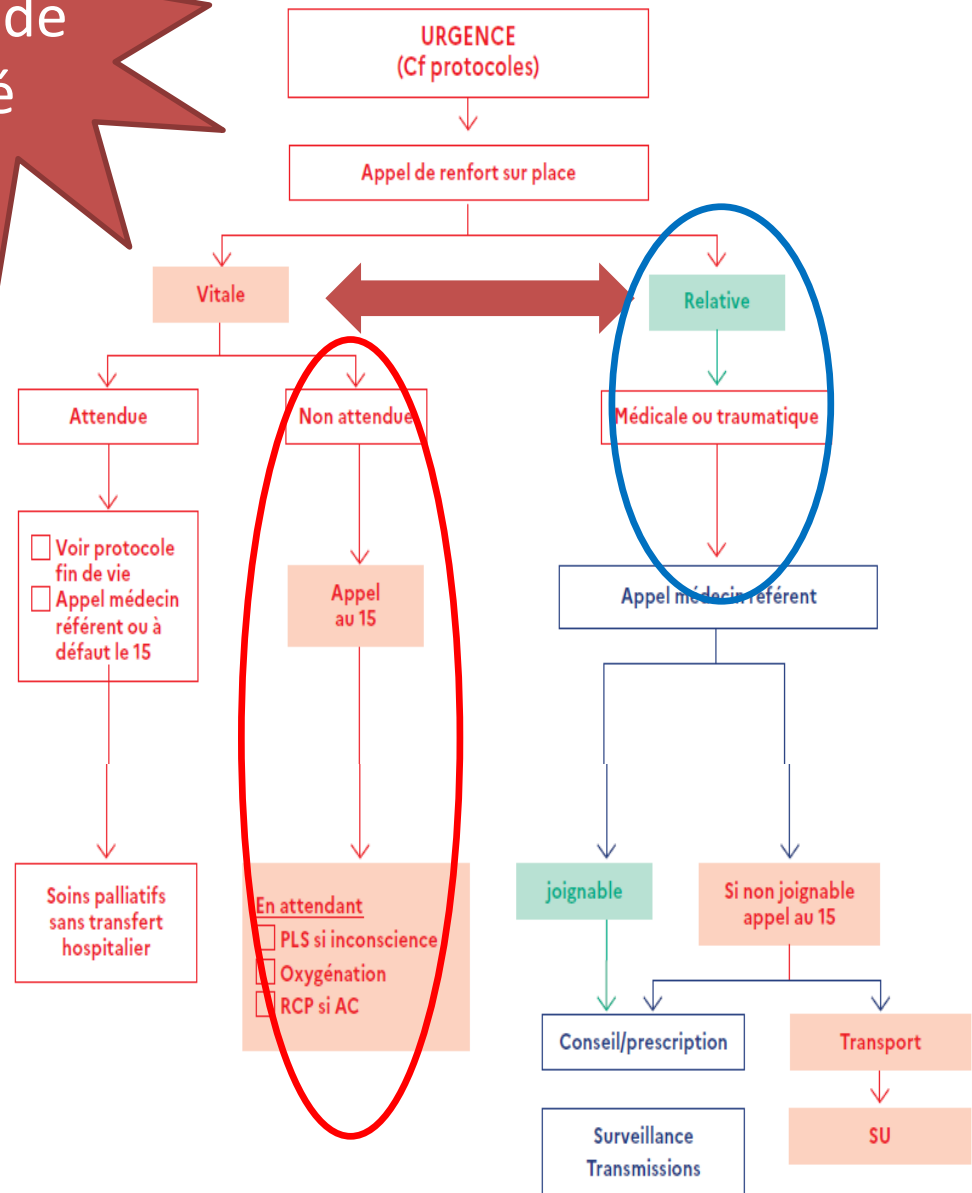 de
é
URGENCE
(Cf protocoles)
Appel de renfort sur place
Vitale
Relative
Attendue
Non attendue
Médicale ou traumatique
Voir protocole
fin de vie
Appel médecin
référent ou à
défaut le 15
Appel
au 15
Appel médecin référent
Soins palliatifs
sans transfert
hospitalier
En attendant
PLS si inconscience
Oxygénation
RCP si AC
joignable
Si non joignable
appel au 15
Conseil/prescription
Transport
Surveillance
Transmissions
SU